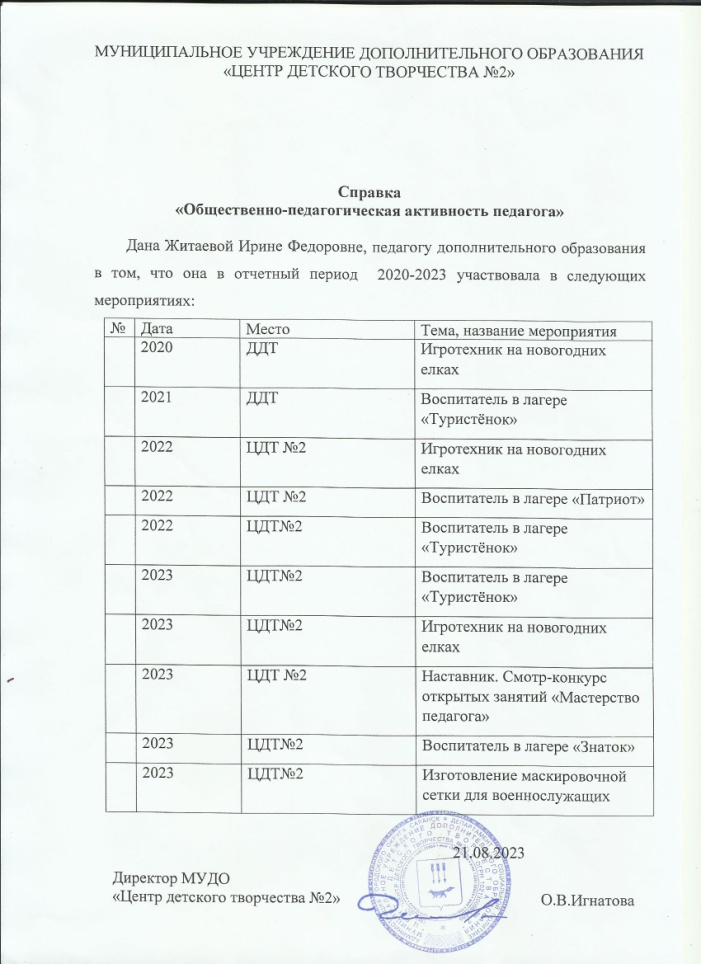 МУНИЦИПАЛЬНОЕ УЧРЕЖДЕНИЕ ДОПОЛНИТЕЛЬНОГО ОБРАЗОВАНИЯ
«ЦЕНТР ДЕТСКОГО ТВОРЧЕСТВА №2»
Справка
«Общественно-педагогическая активность педагога»
Дана Житаевой Ирине Федоровне, педагогу дополнительного образования
в том, что она в отчетный период 2020-2023 участвовала в следующих
мероприятиях:
№ Дата Место Тема, название мероприятия
2020 ДДТ Игротехник на новогодних
елках
2021 ДДТ Воспитатель в лагере
«Туристёнок»
2022 ЦДТ №2 Игротехник на новогодних
елках
2022 ЦДТ №2 Воспитатель в лагере «Патриот»
2022 ЦДТ№2 Воспитатель в лагере
«Туристёнок»
2023 ЦДТ№2 Воспитатель в лагере
«Туристёнок»
2023 ЦДТ№2 Игротехник на новогодних
елках
2023 ЦДТ №2 Наставник. Смотр-конкурс
открытых занятий «Мастерство
педагога»
2023 ЦДТ№2 Воспитатель в лагере «Знаток»
2023 ЦДТ№2 Изготовление маскировочной
сетки для военнослужащих
21.08.2023
Директор МУДО
«Центр детского творчества №2» О.В.Игнатова